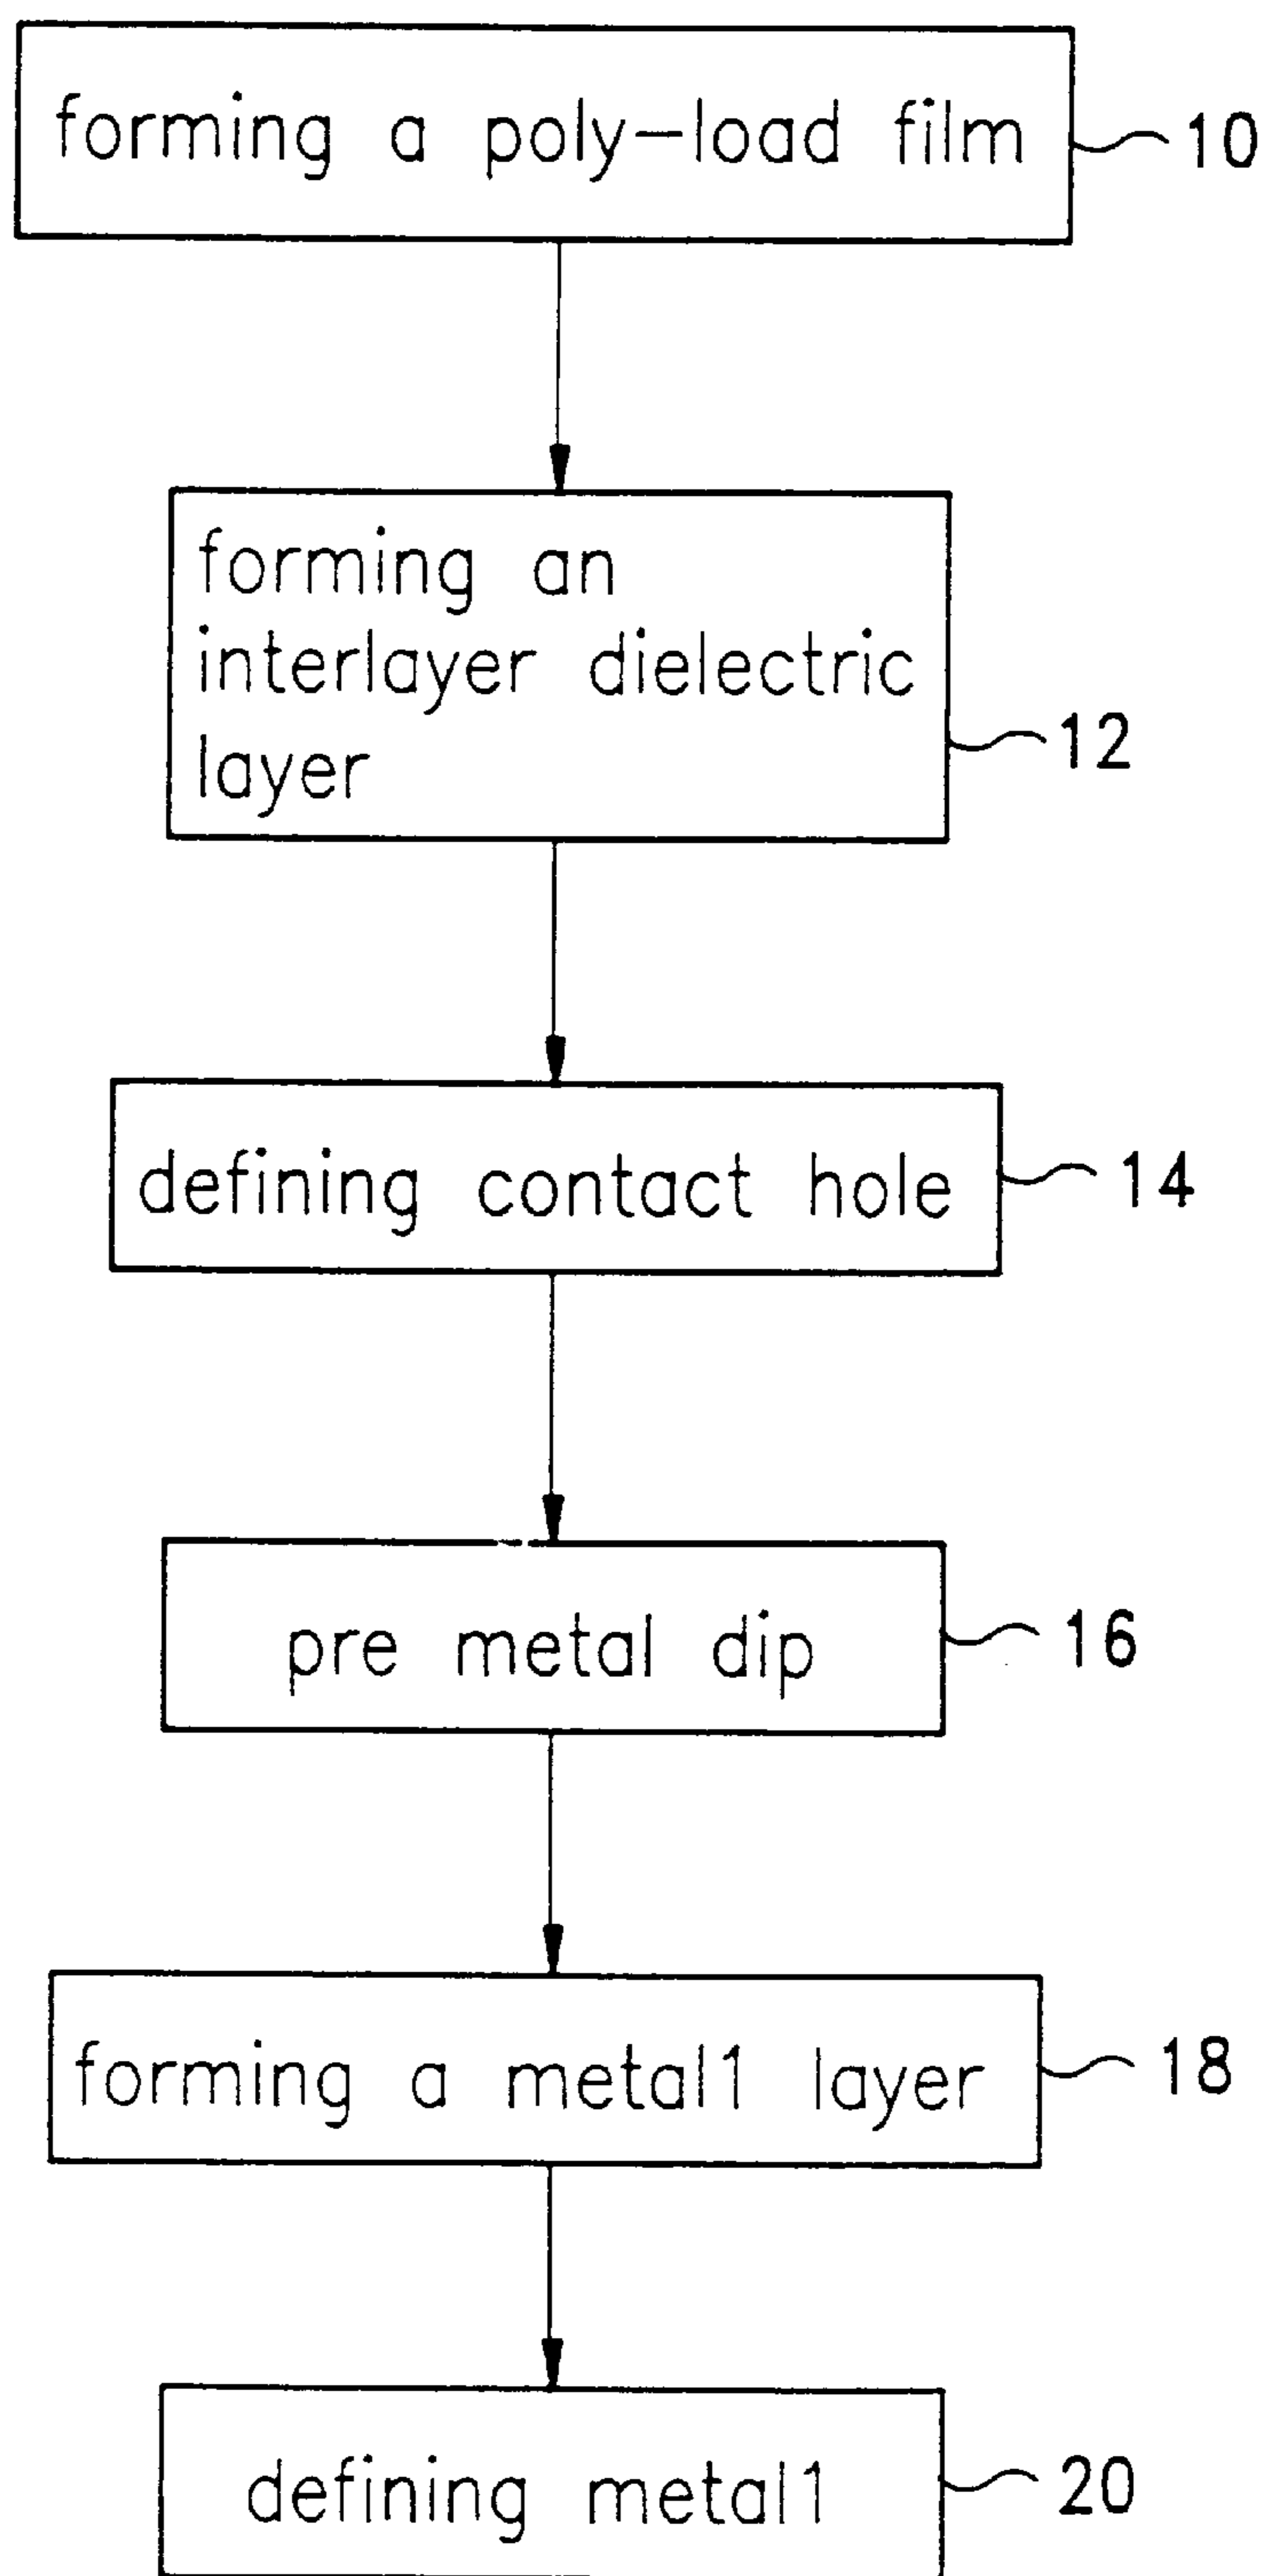 forming a poly-load film
10
forming an
interlayer dielectric
layer
12
defining contact hole
14
pre metal dip
16
forming a metal1 layer
18
defining metal1
20